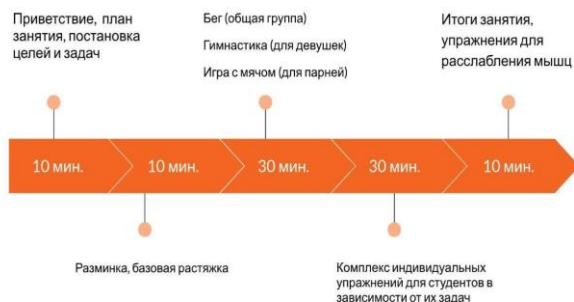 Приветствие, план
занятия, постановка
целей и задач
Бег (общая группа)
Гимнастика (для девушек)
Игра с мячом (для парней)
Итоги занятия,
упражнения для
расслабления мышц
10 мин.
10 мин.
30 мин.
30 мин.
10 мин.
Разминка, базовая растяжка
Комплекс индивидуальных
упражнений для студентов в
зависимости от их задач